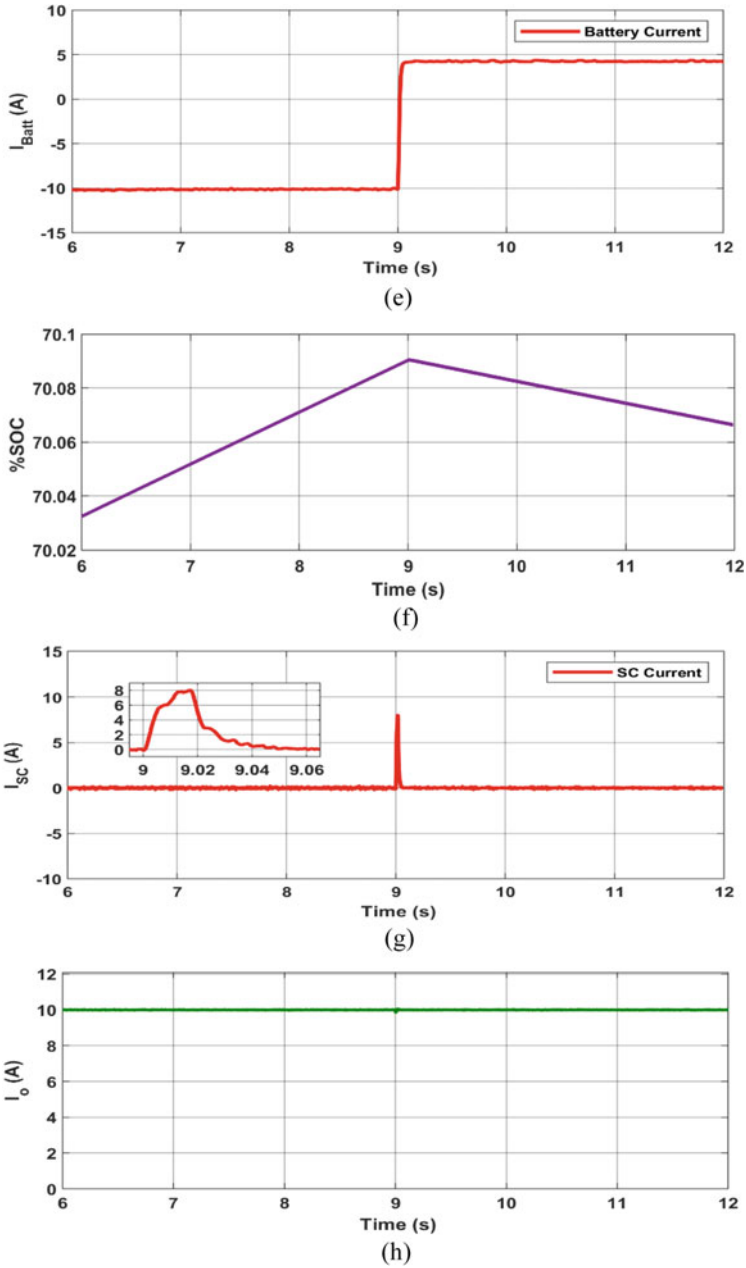 10
5
0
-5
-10
-15
I_Batt (A)
Battery Current
6 7 8 9 10 11 12
Time (s)
(e)
70.1
70.08
70.06
70.04
70.02
%SOC
6 7 8 9 10 11 12
Time (s)
(f)
15
10
5
0
-5
-10
I_SC (A)
SC Current
8
6
4
2
0
9 9.02 9.04 9.06
6 7 8 9 10 11 12
Time (s)
(g)
12
10
8
6
4
2
0
I_o (A)
6 7 8 9 10 11 12
Time (s)
(h)